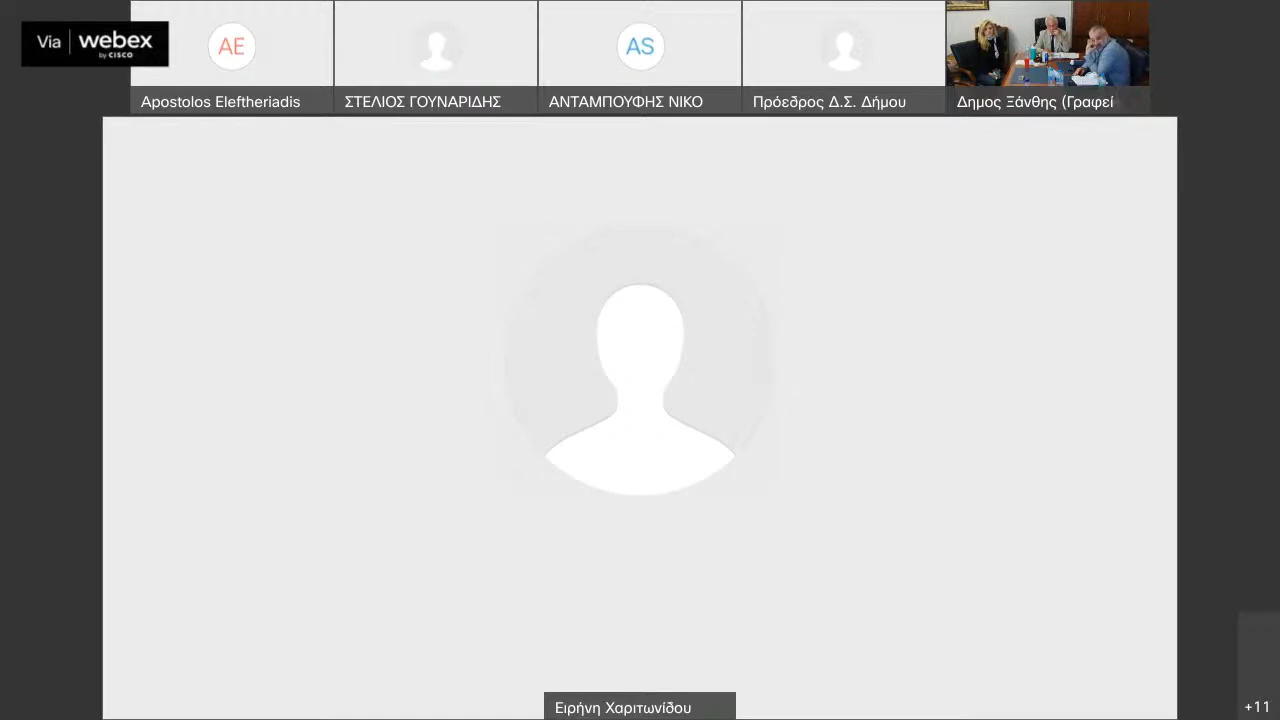 Via webex
by CISCO
AE
AS
Apostolos Eleftheriadis
ΣΤΕΛΙΟΣ ΓΟΥΝΑΡΙΔΗΣ
ΑΝΤΑΜΠΟΥΦΗΣ ΝΙΚΟ
Πρόεδρος Δ.Σ. Δήμου
Δημος Ξάνθης (Γραφεί
Ειρήνη Χαριτωνίδου
+11